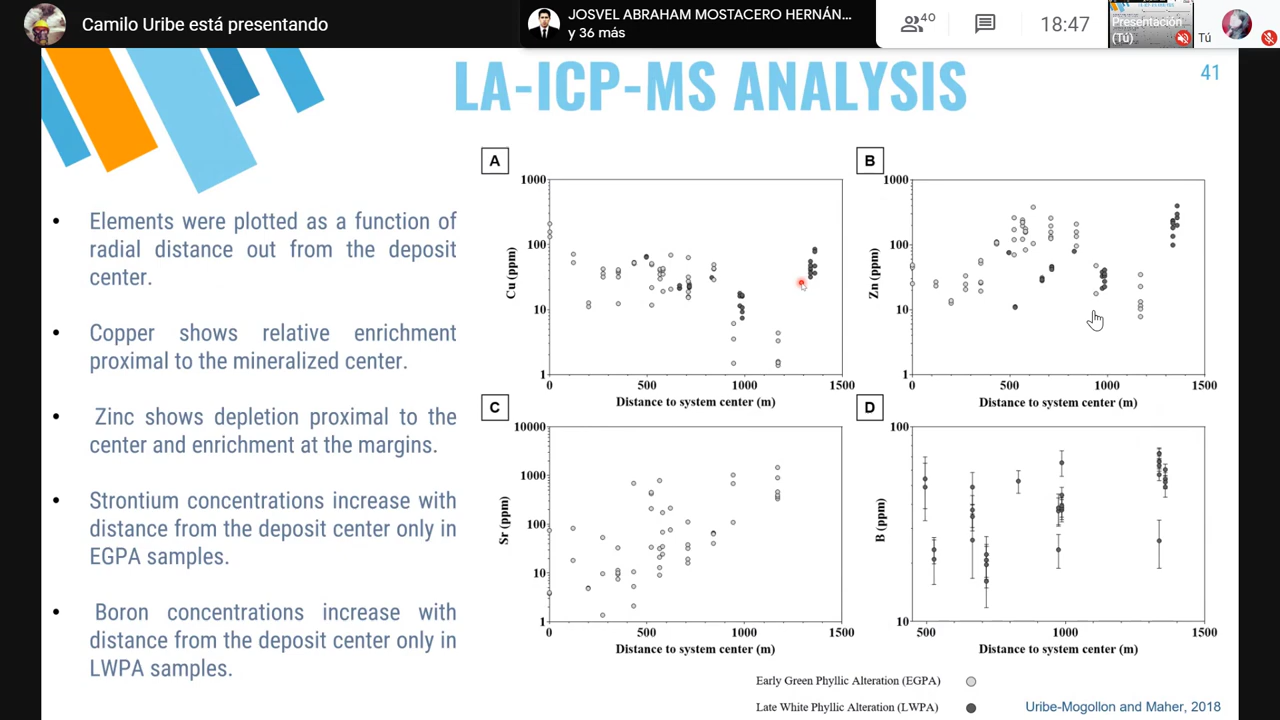 Camilo Uribe está presentando
JOSVEL ABRAHAM MOSTACERO HERNÁN...
y 36 más
40
18:47
Presentación
(Tú)
Tú
LA-ICP-MS ANALYSIS
41
• Elements were plotted as a function of
radial distance out from the deposit
center.
• Copper shows relative enrichment
proximal to the mineralized center.
• Zinc shows depletion proximal to the
center and enrichment at the margins.
• Strontium concentrations increase with
distance from the deposit center only in
EGPA samples.
• Boron concentrations increase with
distance from the deposit center only in
LWPA samples.
A
1000
100
10
1
Cu (ppm)
0 500 1000 1500
Distance to system center (m)
B
1000
100
10
1
Zn (ppm)
0 500 1000 1500
Distance to system center (m)
C
10000
1000
100
10
1
Sr (ppm)
0 500 1000 1500
Distance to system center (m)
D
100
10
B (ppm)
500 1000 1500
Distance to system center (m)
Early Green Phyllic Alteration (EGPA)
Late White Phyllic Alteration (LWPA)
Uribe-Mogollon and Maher, 2018